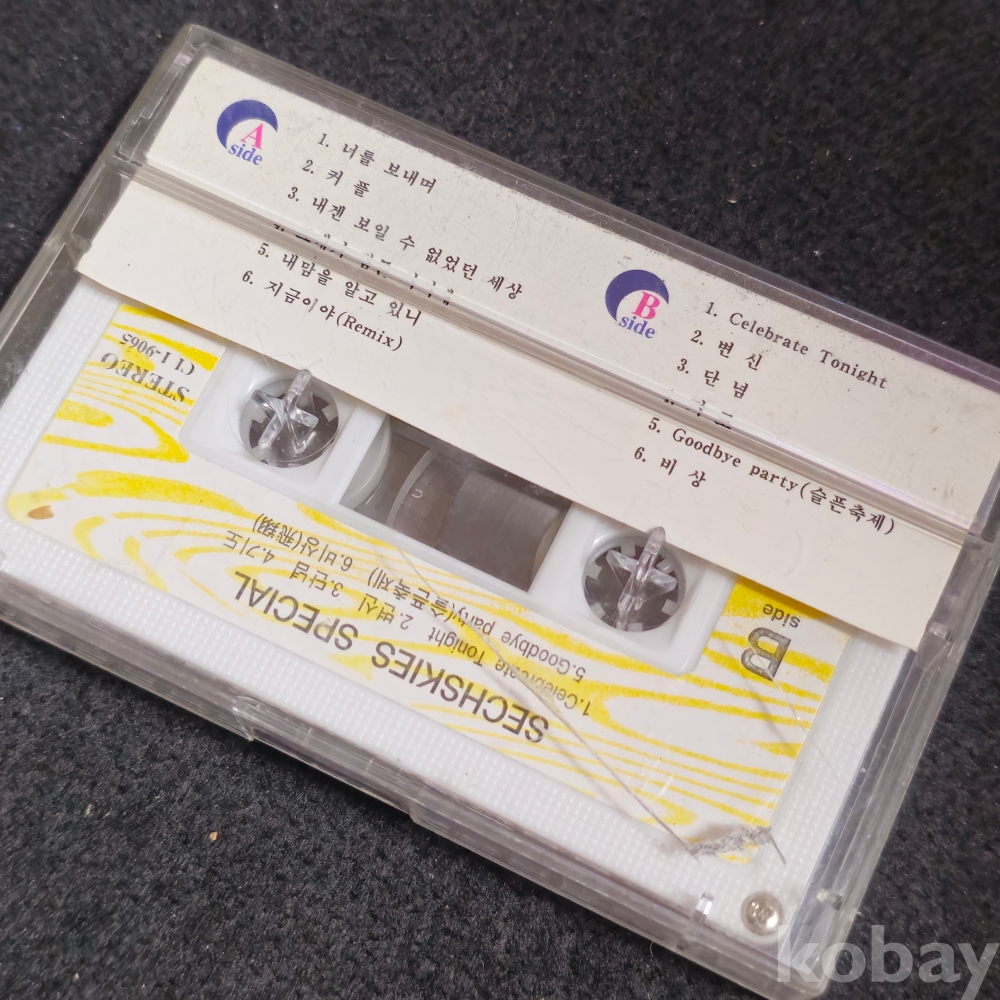 A
side
1. 너를 보내며
2. 커 플
3. 내겐 보일 수 없었던 세상
5. 내맘을 알고 있니
6. 지금이야(Remix)
B
side
1. Celebrate Tonight
2. 변 신
3. 단 념
5. Goodbye party(슬픈축제)
6. 비 상
STEREO
CLI-9065
B
side
SECHSKIES SPECIAL
1.Celebrate Tonight 2.변신 3.단념 4.기도
5.Goodbye party(슬픈축제) 6.비상(飛翔)
kobay